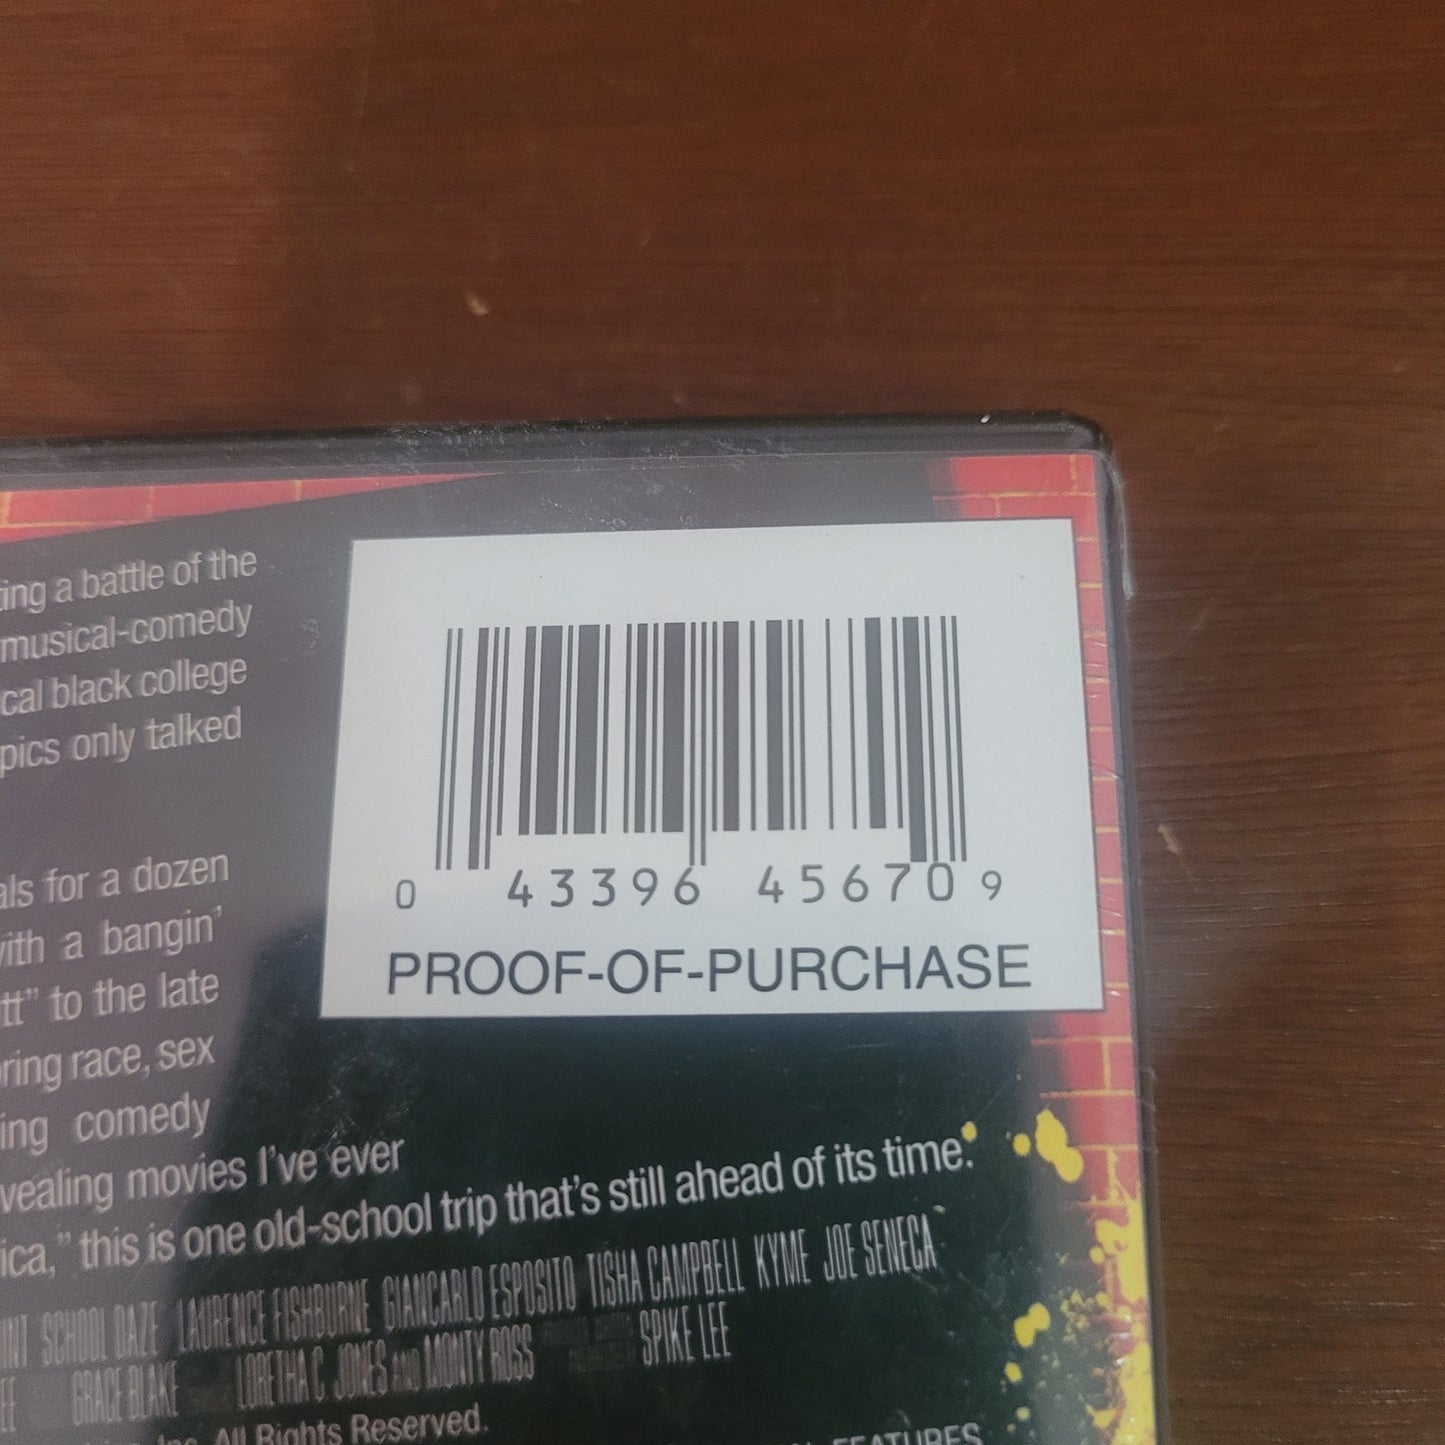 ing a battle of the
musical-comedy
cal black college
pics only talked
0 43396 45670 9
PROOF-OF-PURCHASE
als for a dozen
with a bangin'
tt” to the late
ring race, sex
ing comedy
vealing movies I've ever
ica,” this is one old-school trip that's still ahead of its time.
SCHOOL DAZE LAURENCE FISHBURNE GIANCARLO ESPOSITO TISHA CAMPBELL KYME JOE SENECA
GRACE BLAKE LORETHA C. JONES AND MONTY ROSS SPIKE LEE
Inc. All Rights Reserved.
FEATURES